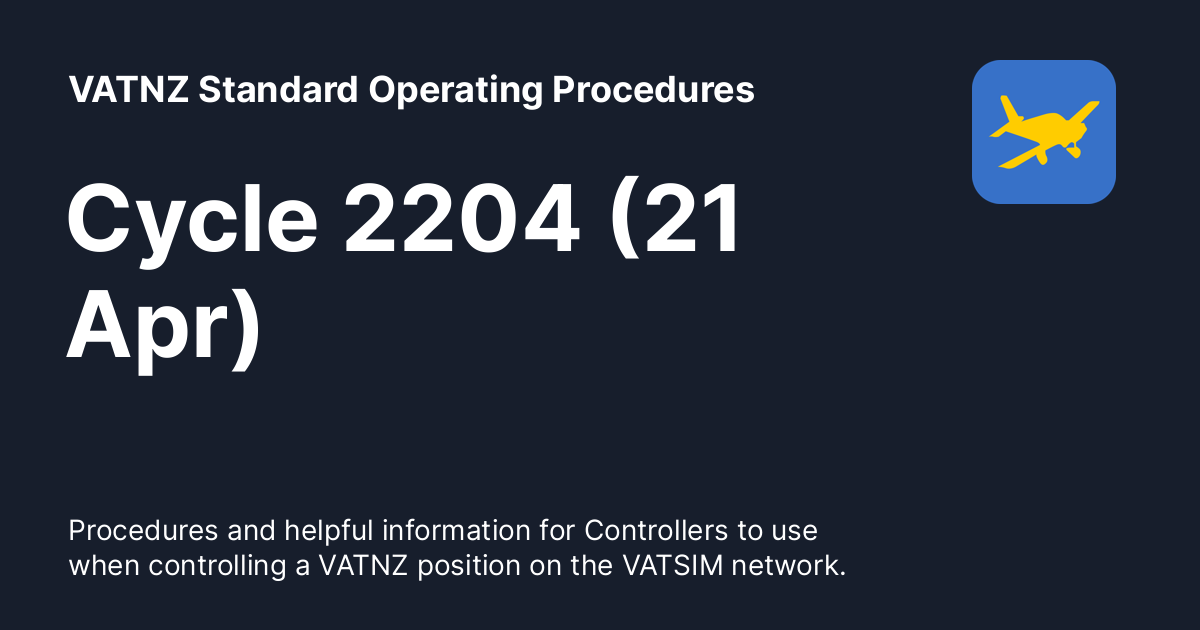 VATNZ Standard Operating Procedures
Cycle 2204 (21
Apr)
Procedures and helpful information for Controllers to use
when controlling a VATNZ position on the VATSIM network.